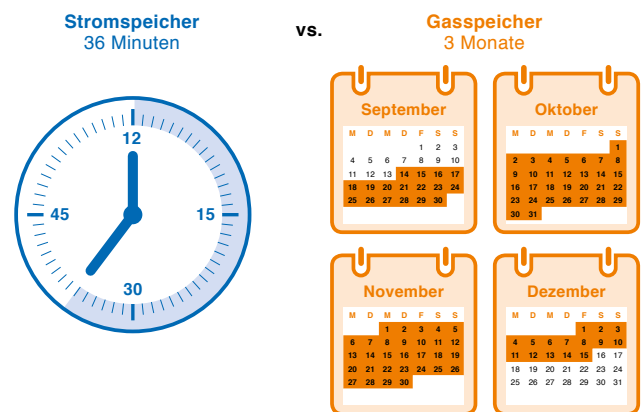 Stromspeicher
36 Minuten
vs.
Gasspeicher
3 Monate
12
15
30
45
September
M D M D F S S
1 2 3
4 5 6 7 8 9 10
11 12 13 14 15 16 17
18 19 20 21 22 23 24
25 26 27 28 29 30
Oktober
M D M D F S S
1
2 3 4 5 6 7 8
9 10 11 12 13 14 15
16 17 18 19 20 21 22
23 24 25 26 27 28 29
30 31
November
M D M D F S S
1 2 3 4 5
6 7 8 9 10 11 12
13 14 15 16 17 18 19
20 21 22 23 24 25 26
27 28 29 30
Dezember
M D M D F S S
1 2 3
4 5 6 7 8 9 10
11 12 13 14 15 16 17
18 19 20 21 22 23 24
25 26 27 28 29 30 31